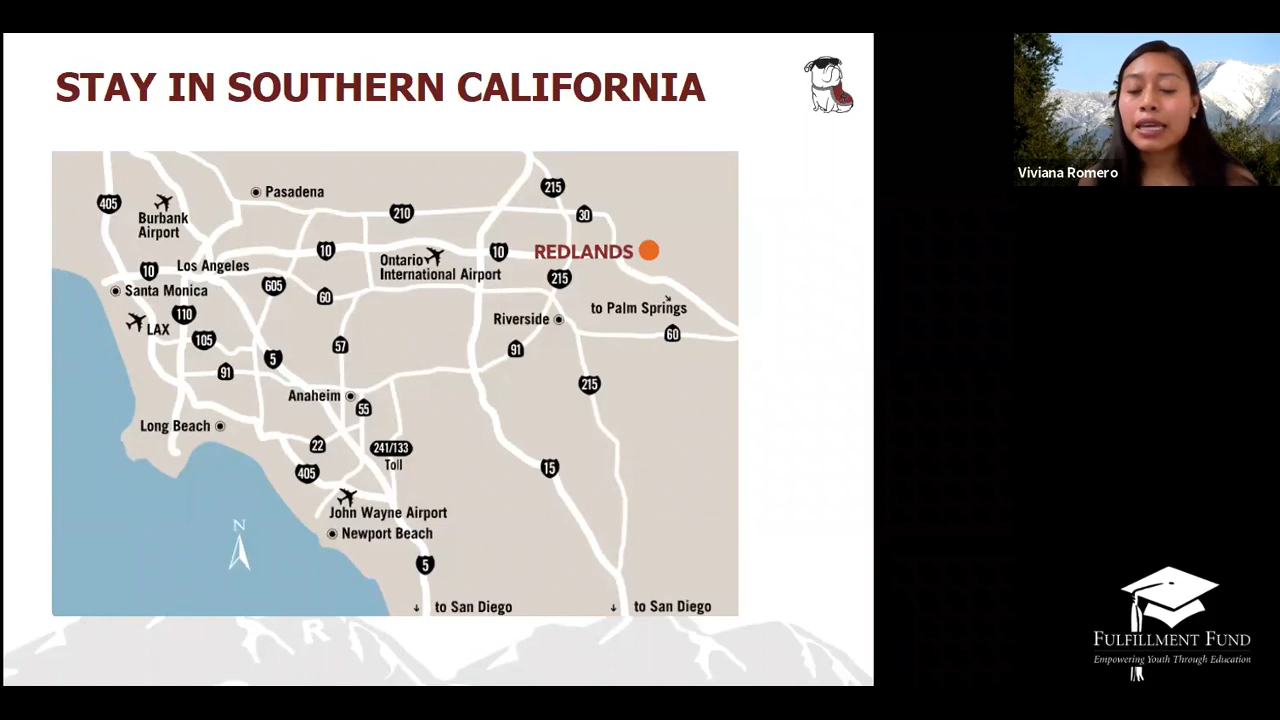 STAY IN SOUTHERN CALIFORNIA
Viviana Romero
405
Burbank
Airport
Pasadena
210
215
30
10
Los Angeles
10
Ontario
International Airport
10
REDLANDS
215
Santa Monica
605
60
to Palm Springs
110
LAX
105
Riverside
60
5
57
91
91
215
Anaheim
55
Long Beach
22
241/133
Toll
405
15
John Wayne Airport
N
Newport Beach
5
to San Diego
to San Diego
R
FULFILLMENT FUND
Empowering Youth Through Education